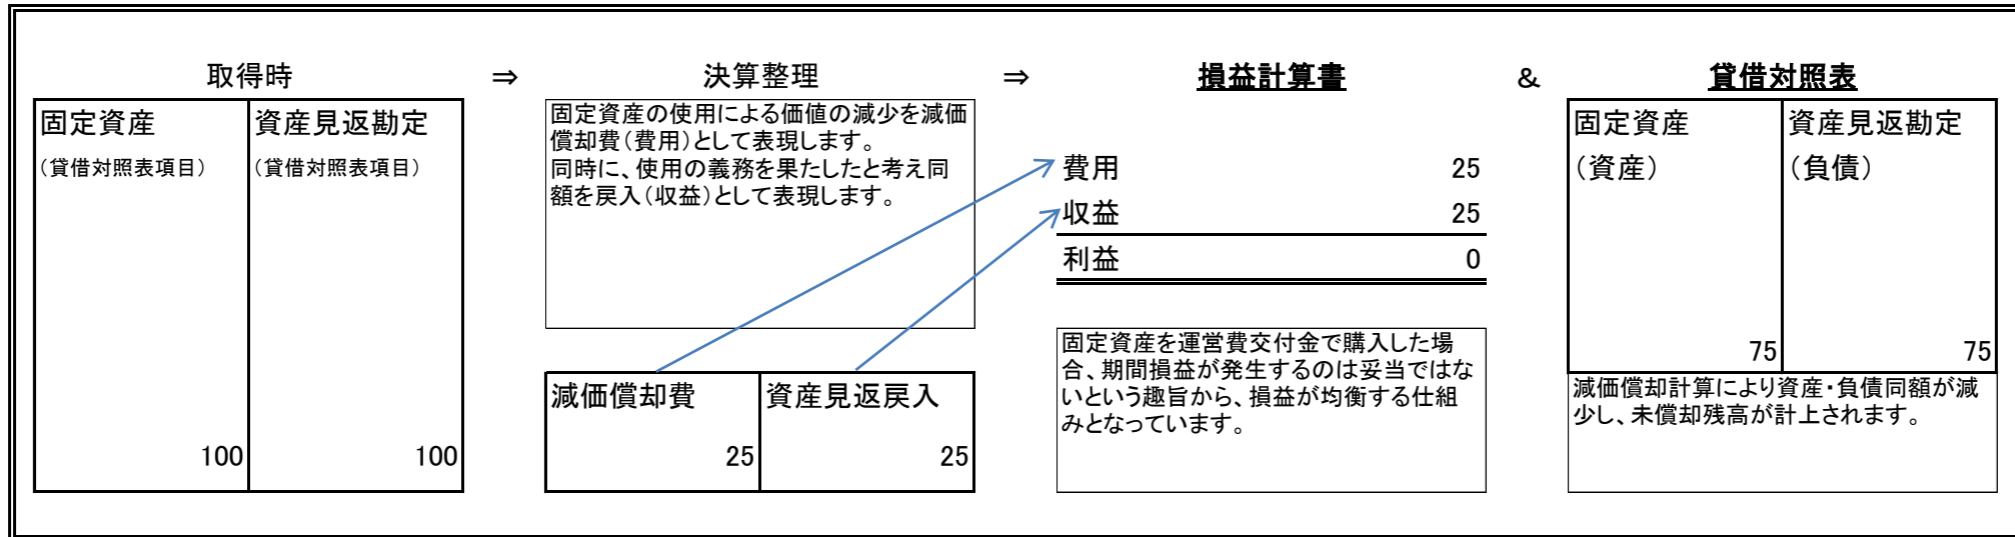 取得時
⇒
決算整理
⇒
損益計算書
&
貸借対照表
固定資産
(貸借対照表項目)
100
資産見返勘定
(貸借対照表項目)
100
固定資産の使用による価値の減少を減価
償却費(費用)として表現します。
同時に、使用の義務を果たしたと考え同
額を戻入(収益)として表現します。
減価償却費
25
資産見返戻入
25
費用 25
収益 25
利益 0
固定資産を運営費交付金で購入した場
合、期間損益が発生するのは妥当ではな
いという趣旨から、損益が均衡する仕組
みとなっています。
固定資産
(資産)
75
資産見返勘定
(負債)
75
減価償却計算により資産・負債同額が減
少し、未償却残高が計上されます。